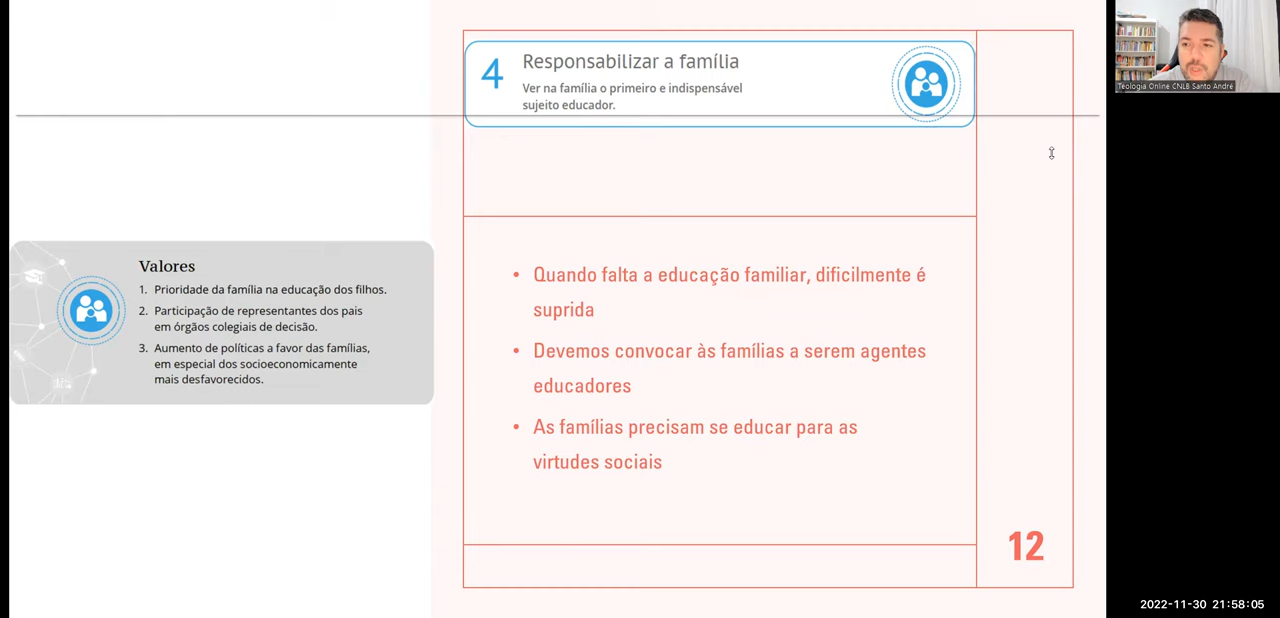 4
Responsabilizar a família
Ver na família o primeiro e indispensável
sujeito educador.
Teologia Online CNLB Santo André
Valores
1. Prioridade da família na educação dos filhos.
2. Participação de representantes dos pais
em órgãos colegiais de decisão.
3. Aumento de políticas a favor das famílias,
em especial dos socioeconomicamente
mais desfavorecidos.
• Quando falta a educação familiar, dificilmente é
suprida
• Devemos convocar às famílias a serem agentes
educadores
• As famílias precisam se educar para as
virtudes sociais
12
2022-11-30 21:58:05